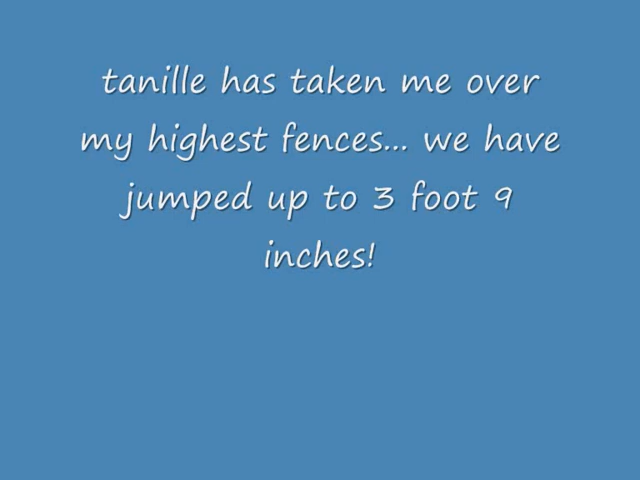 tanille has taken me over
my highest fences... we have
jumped up to 3 foot 9
inches!